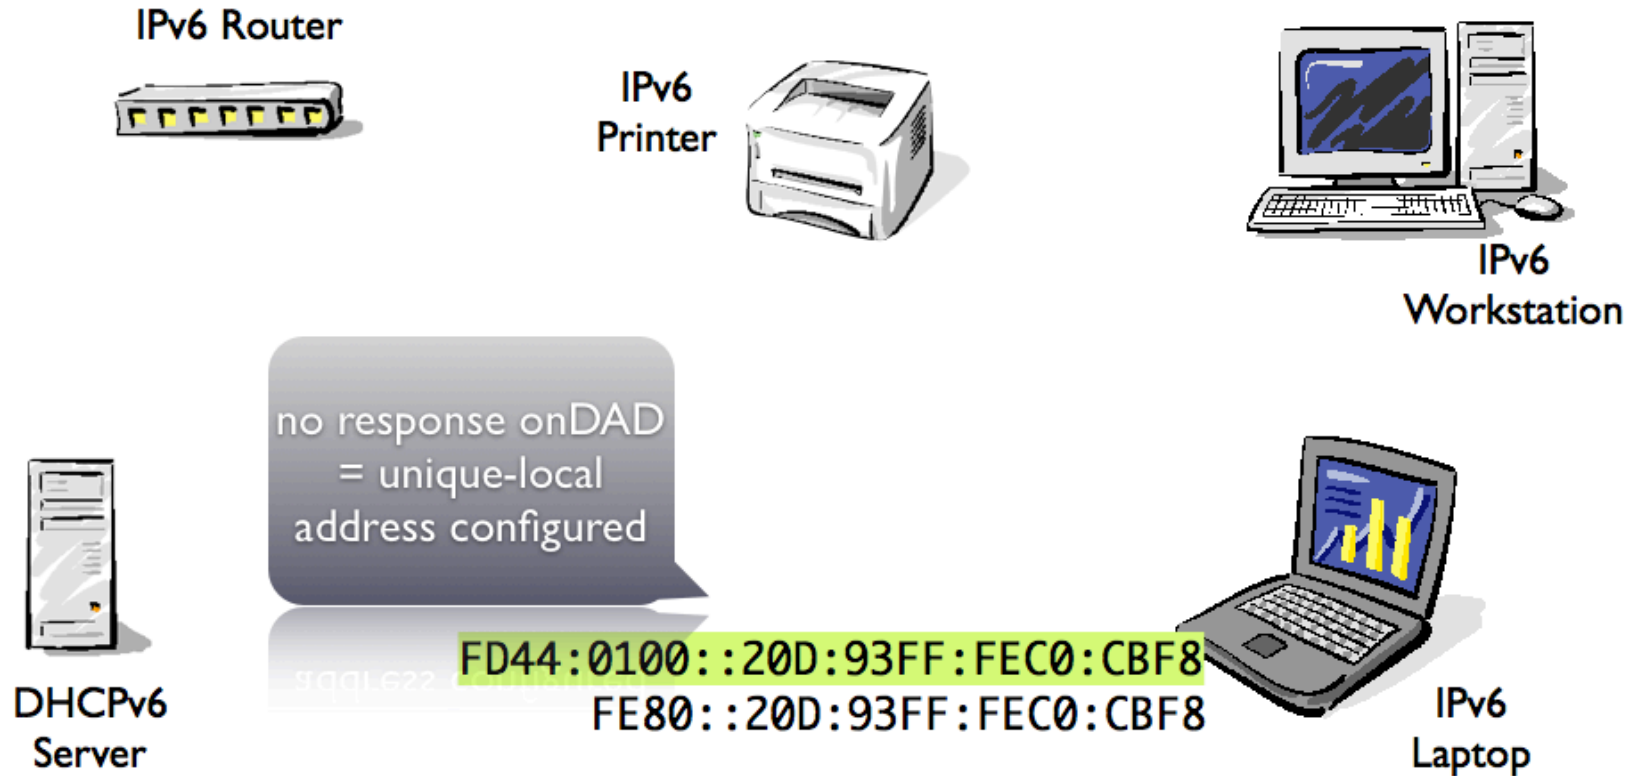 IPv6 Router
IPv6
Printer
IPv6
Workstation
no response onDAD
= unique-local
address configured
FD44:0100::20D:93FF:FEC0:CBF8
FE80::20D:93FF:FEC0:CBF8
DHCPv6
Server
IPv6
Laptop